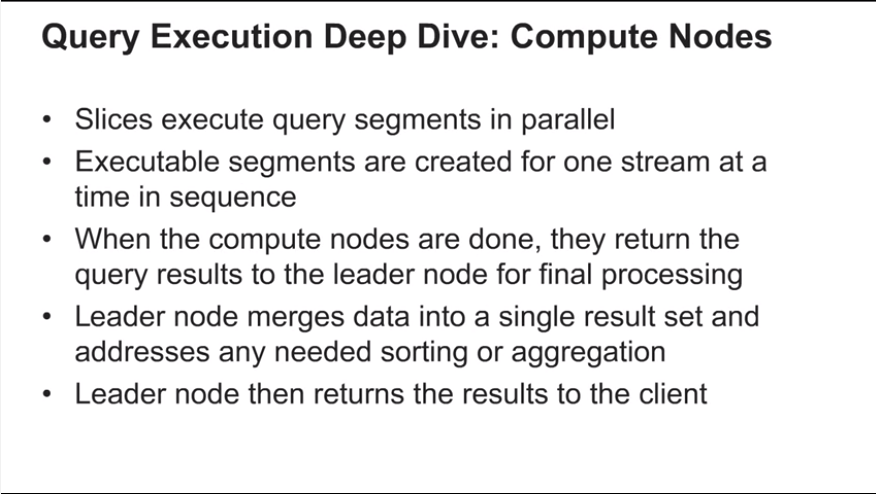 Query Execution Deep Dive: Compute Nodes
• Slices execute query segments in parallel
• Executable segments are created for one stream at a
time in sequence
• When the compute nodes are done, they return the
query results to the leader node for final processing
• Leader node merges data into a single result set and
addresses any needed sorting or aggregation
• Leader node then returns the results to the client